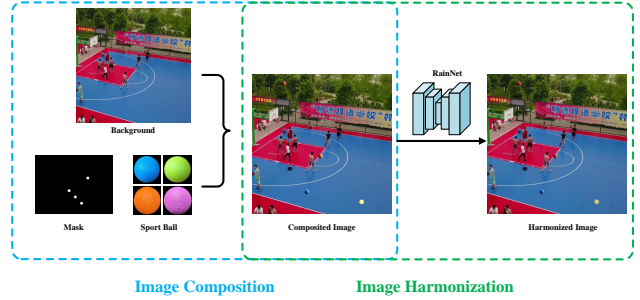 RainNet
Background
Mask
Sport Ball
Composited Image
Harmonized Image
Image Composition
Image Harmonization